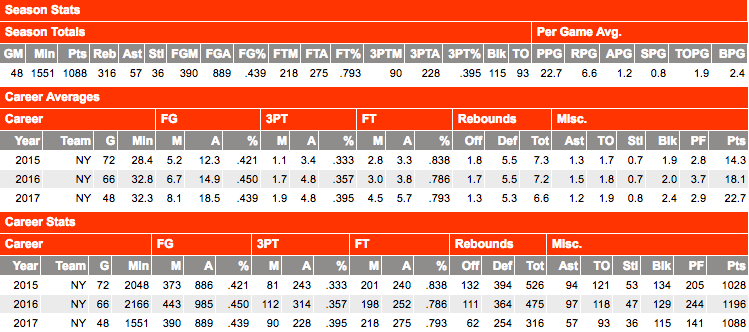 Season Stats
Season Totals Per Game Avg.
GM Min Pts Reb Ast Stl FGM FGA FG% FTM FTA FT% 3PTM 3PTA 3PT% Blk TO PPG RPG APG SPG TOPG BPG
48 1551 1088 316 57 36 390 889 .439 218 275 .793 90 228 .395 115 93 22.7 6.6 1.2 0.8 1.9 2.4
Career Averages
Career FG 3PT FT Rebounds Misc.
Year Team G Min M A % M A % M A % Off Def Tot Ast TO Stl Blk PF Pts
2015 NY 72 28.4 5.2 12.3 .421 1.1 3.4 .333 2.8 3.3 .838 1.8 5.5 7.3 1.3 1.7 0.7 1.9 2.8 14.3
2016 NY 66 32.8 6.7 14.9 .450 1.7 4.8 .357 3.0 3.8 .786 1.7 5.5 7.2 1.5 1.8 0.7 2.0 3.7 18.1
2017 NY 48 32.3 8.1 18.5 .439 1.9 4.8 .395 4.5 5.7 .793 1.3 5.3 6.6 1.2 1.9 0.8 2.4 2.9 22.7
Career Stats
Career FG 3PT FT Rebounds Misc.
Year Team G Min M A % M A % M A % Off Def Tot Ast TO Stl Blk PF Pts
2015 NY 72 2048 373 886 .421 81 243 .333 201 240 .838 132 394 526 94 121 53 134 205 1028
2016 NY 66 2166 443 985 .450 112 314 .357 198 252 .786 111 364 475 97 118 47 129 244 1196
2017 NY 48 1551 390 889 .439 90 228 .395 218 275 .793 62 254 316 57 93 36 115 141 1088